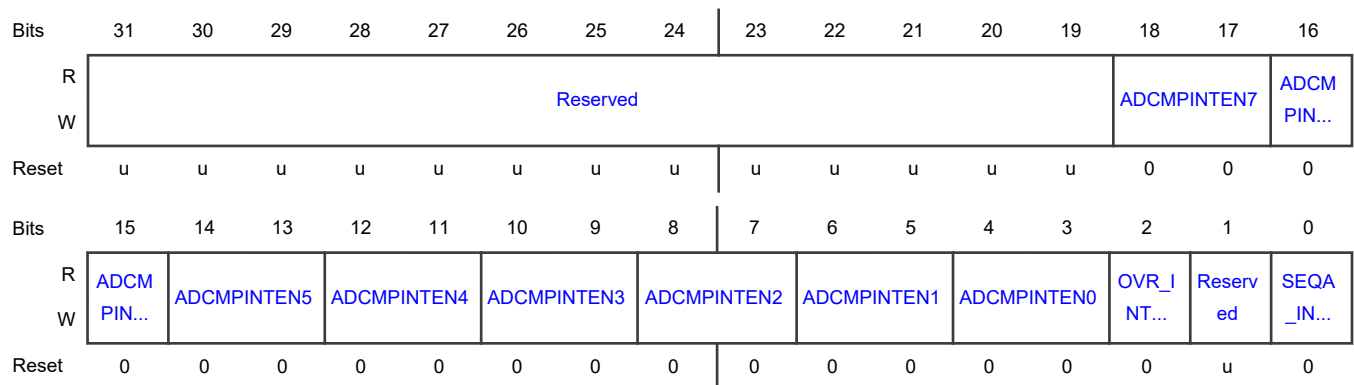 Bits 31 30 29 28 27 26 25 24 23 22 21 20 19 18 17 16
R
W
Reserved ADCMPINTEN7 ADCM
PIN...
Reset u u u u u u u u u u u u u 0 0 0
Bits 15 14 13 12 11 10 9 8 7 6 5 4 3 2 1 0
R
W
ADCM
PIN...
ADCMPINTEN5 ADCMPINTEN4 ADCMPINTEN3 ADCMPINTEN2 ADCMPINTEN1 ADCMPINTEN0
OVR_I
NT...
Reserv
ed
SEQA
_IN...
Reset 0 0 0 0 0 0 0 0 0 0 0 0 0 0 u 0